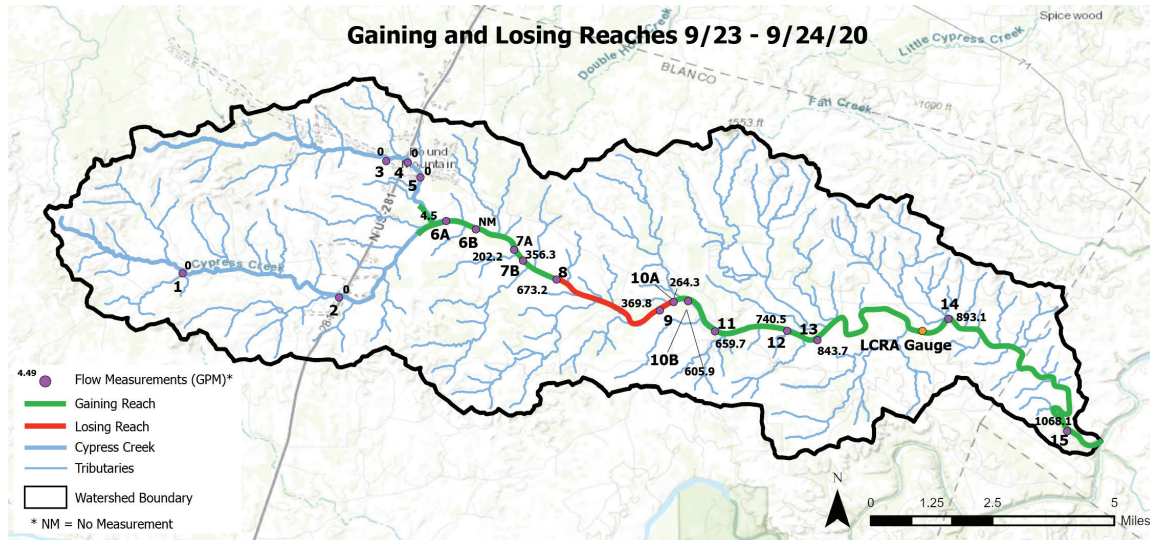 Spicewood
Gaining and Losing Reaches 9/23 - 9/24/20
Little Cypress Creek
71
BLANCO
Fall Creek
1000 ft
1553 ft
0
3
0
4
0
5
N US-281
4.5
6A
NM
6B
7A
202.2
356.3
7B
8
673.2
Cypress Creek
0
1
0
2
281
10A
264.3
369.8
9
10B
605.9
11
659.7
740.5
12
13
843.7
LCRA Gauge
14
893.1
1068.1
15
4.49
Flow Measurements (GPM)*
Gaining Reach
Losing Reach
Cypress Creek
Tributaries
Watershed Boundary
* NM = No Measurement
N
0 1.25 2.5 5
Miles